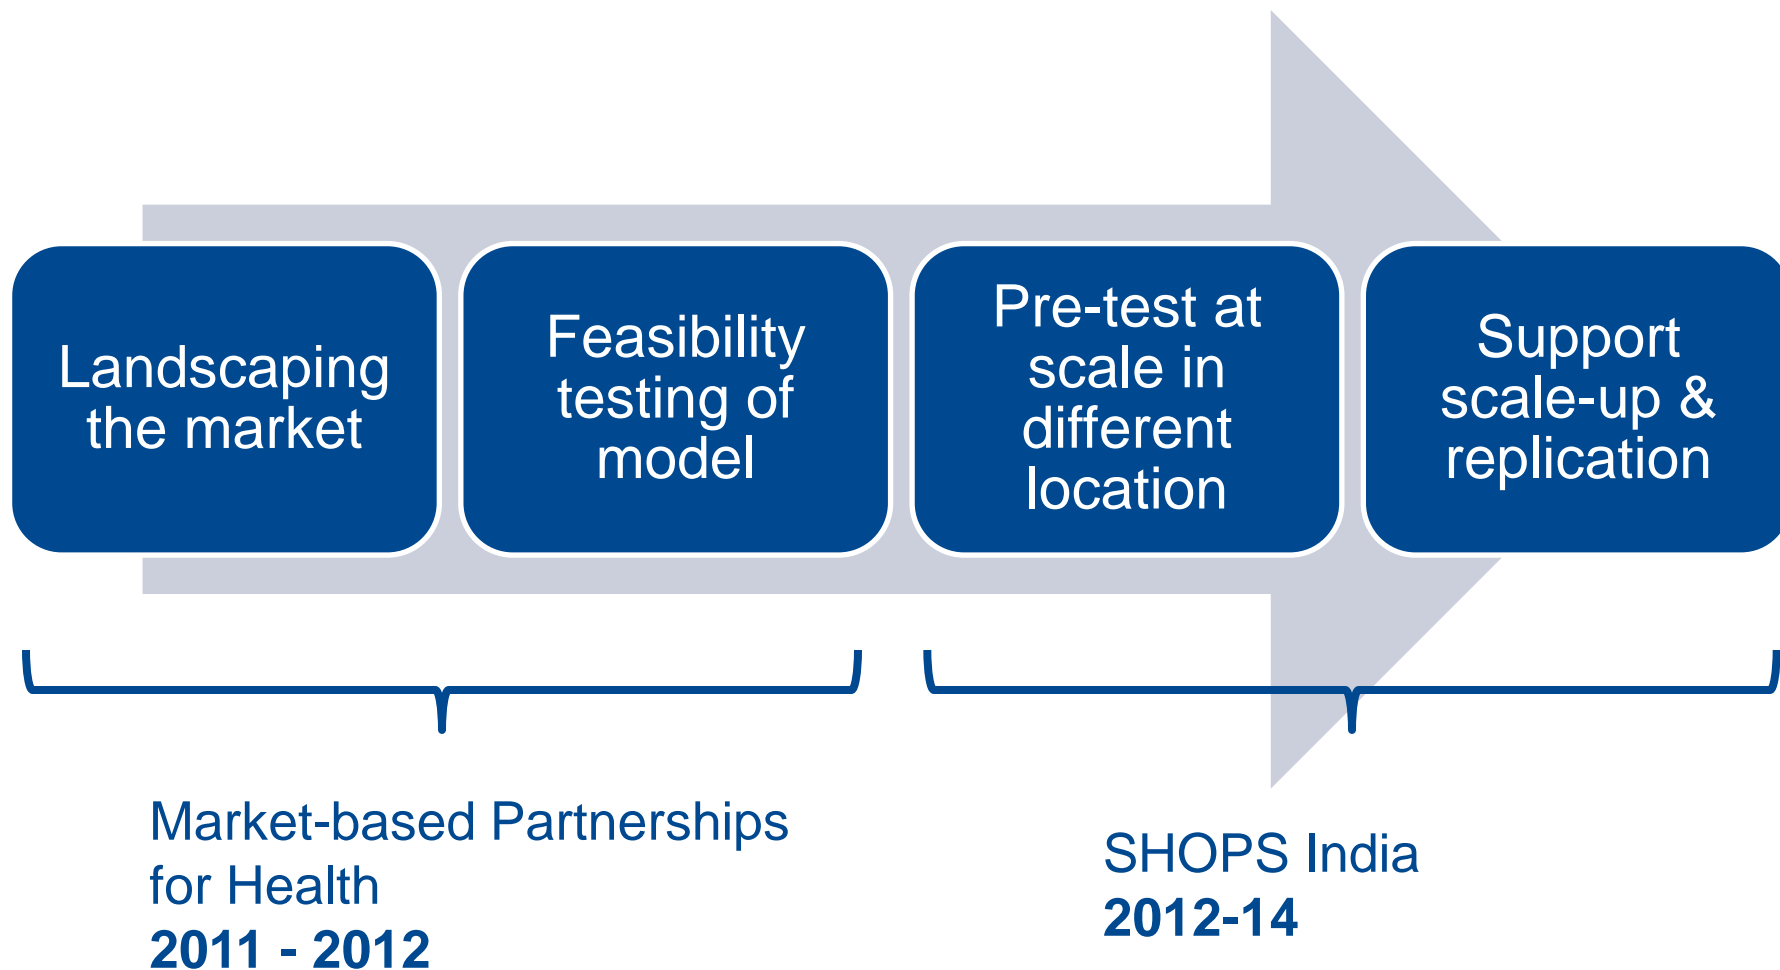 Landscaping
the market
Feasibility
testing of
model
Pre-test at
scale in
different
location
Support
scale-up &
replication
Market-based Partnerships
for Health
2011 - 2012
SHOPS India
2012-14